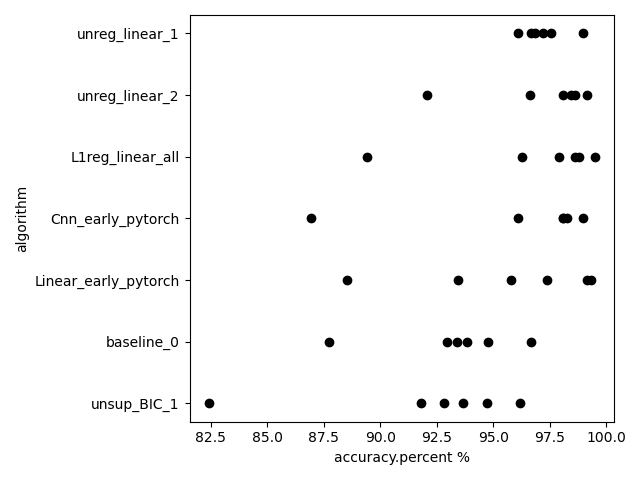 unreg_linear_1
unreg_linear_2
L1reg_linear_all
Cnn_early_pytorch
Linear_early_pytorch
baseline_0
unsup_BIC_1
algorithm
82.5 85.0 87.5 90.0 92.5 95.0 97.5 100.0
accuracy.percent %